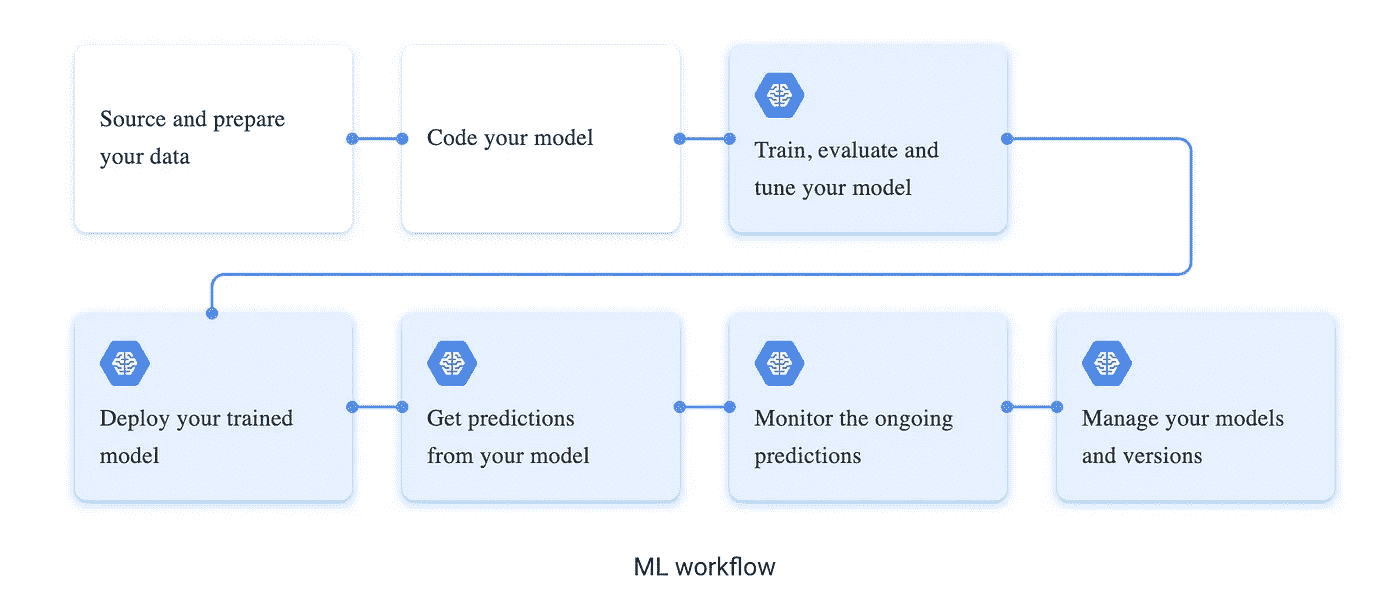 Source and prepare
your data
Code your model
Train, evaluate and
tune your model
Deploy your trained
model
Get predictions
from your model
Monitor the ongoing
predictions
Manage your models
and versions
ML workflow